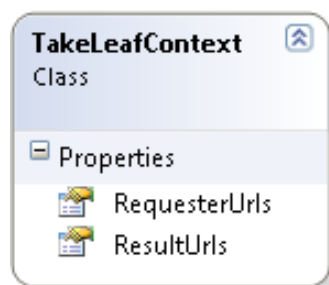 TakeLeafContext
Class
Properties
RequesterUrls
ResultUrls